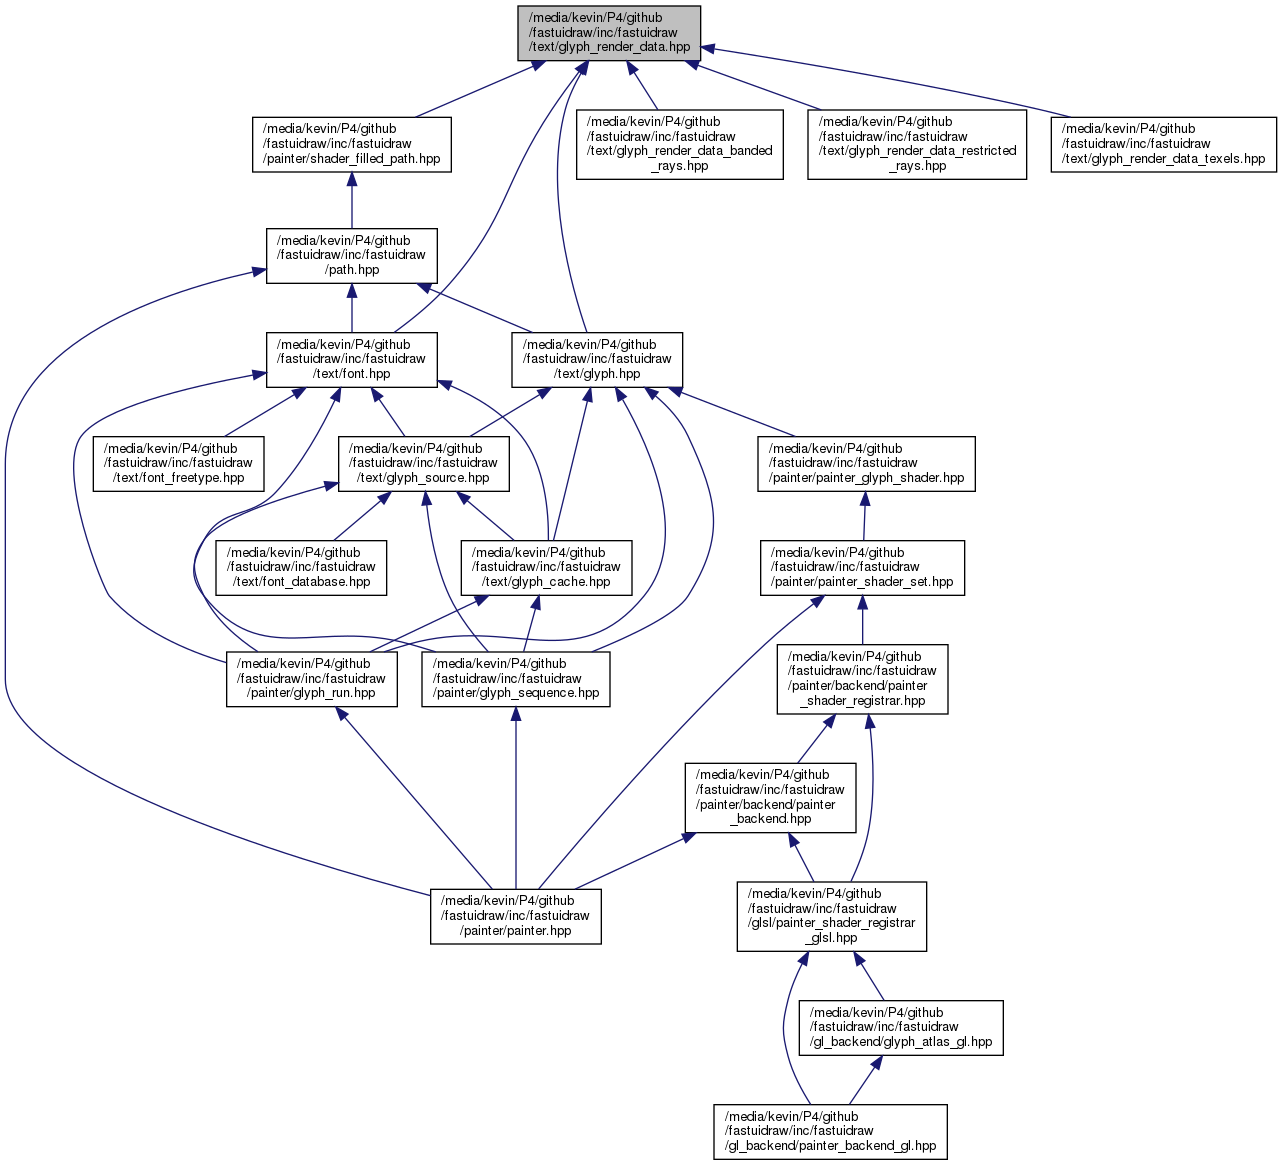 /media/kevin/P4/github
/fastuidraw/inc/fastuidraw
/text/glyph_render_data.hpp
/media/kevin/P4/github
/fastuidraw/inc/fastuidraw
/painter/shader_filled_path.hpp
/media/kevin/P4/github
/fastuidraw/inc/fastuidraw
/text/glyph_render_data_banded
_rays.hpp
/media/kevin/P4/github
/fastuidraw/inc/fastuidraw
/text/glyph_render_data_restricted
_rays.hpp
/media/kevin/P4/github
/fastuidraw/inc/fastuidraw
/text/glyph_render_data_texels.hpp
/media/kevin/P4/github
/fastuidraw/inc/fastuidraw
/path.hpp
/media/kevin/P4/github
/fastuidraw/inc/fastuidraw
/text/font.hpp
/media/kevin/P4/github
/fastuidraw/inc/fastuidraw
/text/glyph.hpp
/media/kevin/P4/github
/fastuidraw/inc/fastuidraw
/text/font_freetype.hpp
/media/kevin/P4/github
/fastuidraw/inc/fastuidraw
/text/glyph_source.hpp
/media/kevin/P4/github
/fastuidraw/inc/fastuidraw
/painter/painter_glyph_shader.hpp
/media/kevin/P4/github
/fastuidraw/inc/fastuidraw
/text/font_database.hpp
/media/kevin/P4/github
/fastuidraw/inc/fastuidraw
/text/glyph_cache.hpp
/media/kevin/P4/github
/fastuidraw/inc/fastuidraw
/painter/painter_shader_set.hpp
/media/kevin/P4/github
/fastuidraw/inc/fastuidraw
/painter/glyph_run.hpp
/media/kevin/P4/github
/fastuidraw/inc/fastuidraw
/painter/glyph_sequence.hpp
/media/kevin/P4/github
/fastuidraw/inc/fastuidraw
/painter/backend/painter
_shader_registrar.hpp
/media/kevin/P4/github
/fastuidraw/inc/fastuidraw
/painter/backend/painter
_backend.hpp
/media/kevin/P4/github
/fastuidraw/inc/fastuidraw
/painter/painter.hpp
/media/kevin/P4/github
/fastuidraw/inc/fastuidraw
/glsl/painter_shader_registrar
_glsl.hpp
/media/kevin/P4/github
/fastuidraw/inc/fastuidraw
/gl_backend/glyph_atlas_gl.hpp
/media/kevin/P4/github
/fastuidraw/inc/fastuidraw
/gl_backend/painter_backend_gl.hpp